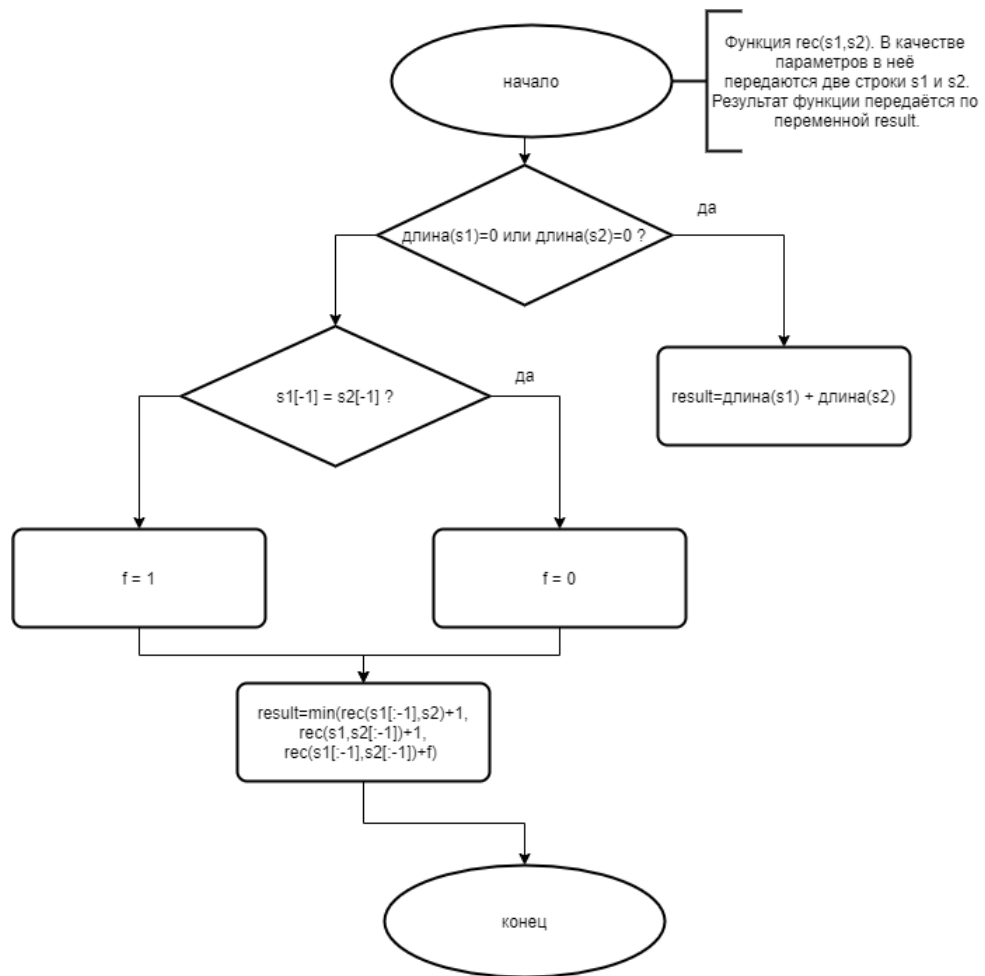 начало
Функция rec(s1,s2). В качестве
параметров в неё
передаются две строки s1 и s2.
Результат функции передаётся по
переменной result.
длина(s1)=0 или длина(s2)=0 ?
да
s1[-1] = s2[-1] ?
да
result=длина(s1) + длина(s2)
f = 1
f = 0
result=min(rec(s1[:-1],s2)+1,
rec(s1,s2[:-1])+1,
rec(s1[:-1],s2[:-1])+f)
конец